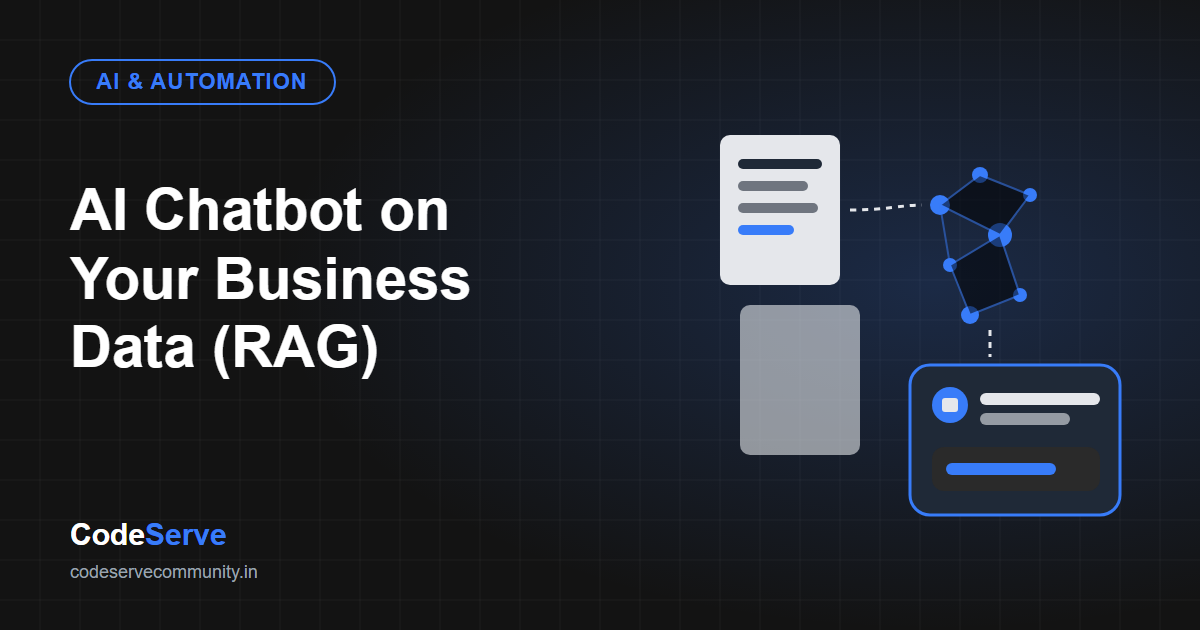 AI & AUTOMATION
AI Chatbot on
Your Business
Data (RAG)
CodeServe
codeservecommunity.in